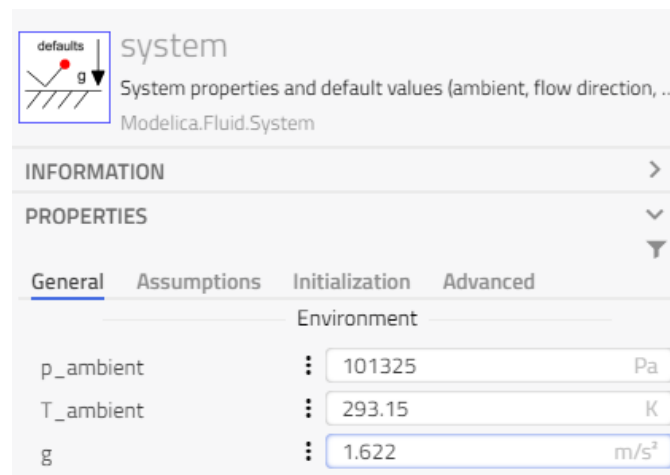 defaults
g
system
System properties and default values (ambient, flow direction, ...
Modelica.Fluid.System
INFORMATION
PROPERTIES
General Assumptions Initialization Advanced
Environment
p_ambient 101325 Pa
T_ambient 293.15 K
g 1.622 m/s²